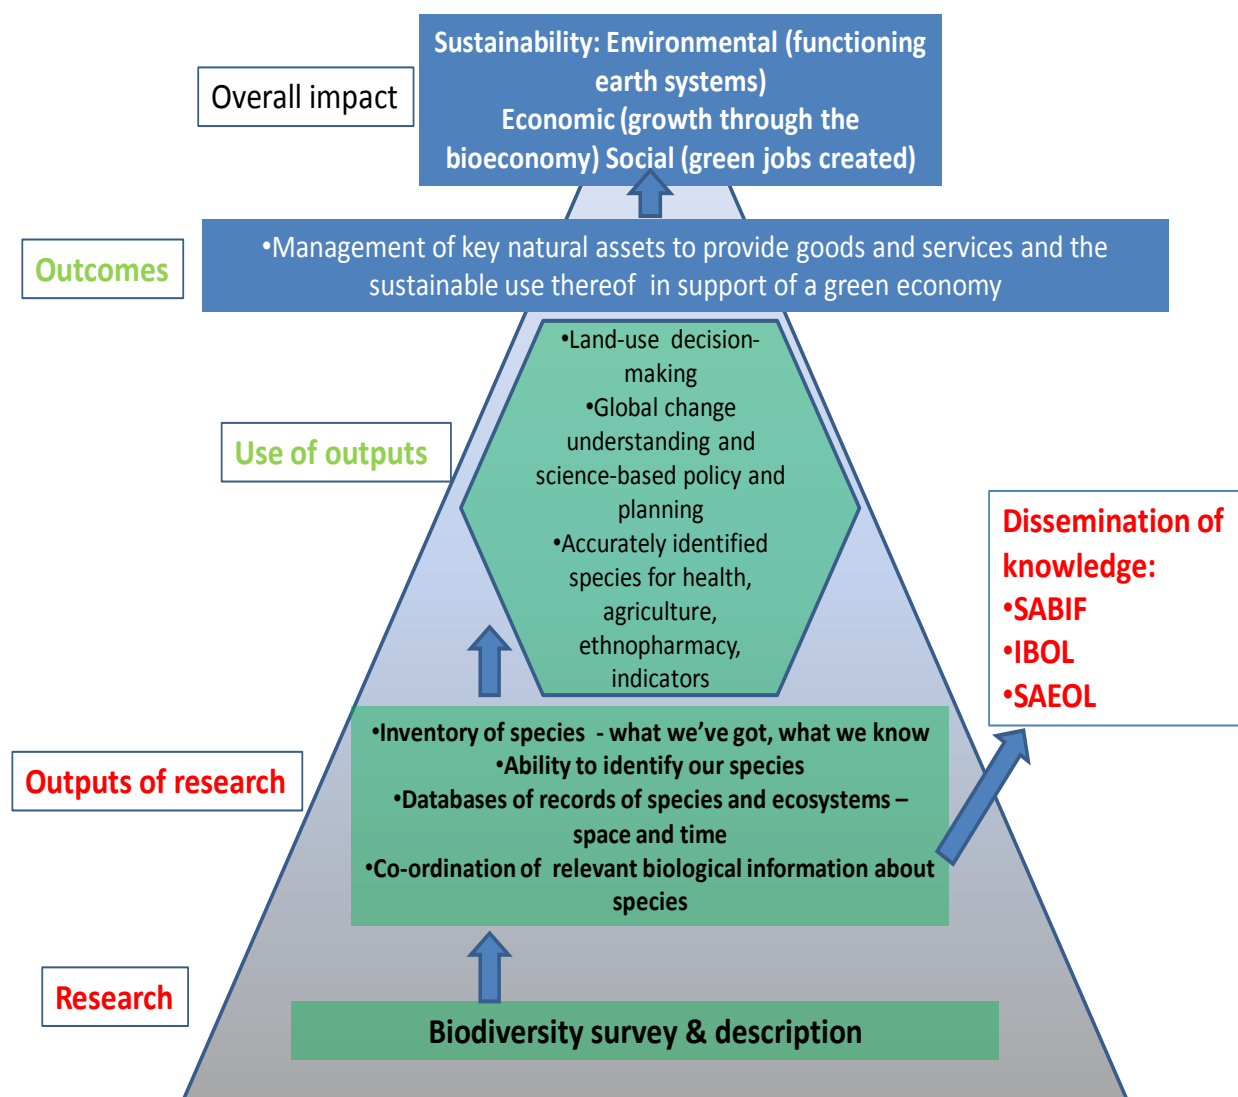 Sustainability: Environmental (functioning
earth systems)
Economic (growth through the
bioeconomy) Social (green jobs created)
Overall impact
•Management of key natural assets to provide goods and services and the
sustainable use thereof in support of a green economy
Outcomes
•Land-use decision-
making
•Global change
understanding and
science-based policy and
planning
•Accurately identified
species for health,
agriculture,
ethnopharmacy,
indicators
Use of outputs
Dissemination of
knowledge:
•SABIF
•IBOL
•SAEOL
•Inventory of species - what we’ve got, what we know
•Ability to identify our species
•Databases of records of species and ecosystems –
space and time
•Co-ordination of relevant biological information about
species
Outputs of research
Research
Biodiversity survey & description